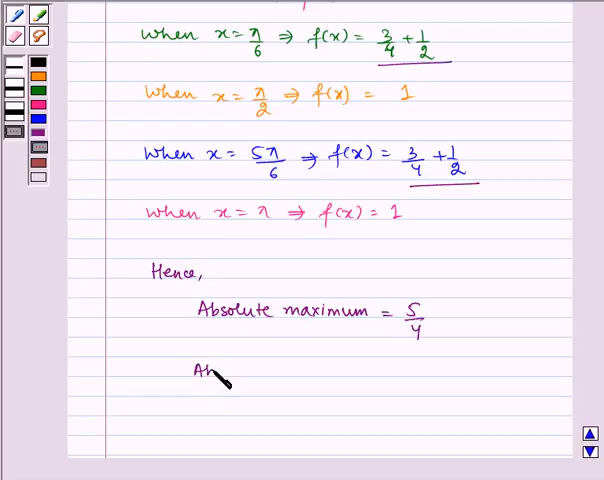 When x = π/6 ⇒ f(x) = 3/4 + 1/2
When x = π/2 ⇒ f(x) = 1
When x = 5π/6 ⇒ f(x) = 3/4 + 1/2
When x = π ⇒ f(x) = 1
Hence,
Absolute maximum = 5/4
Ab